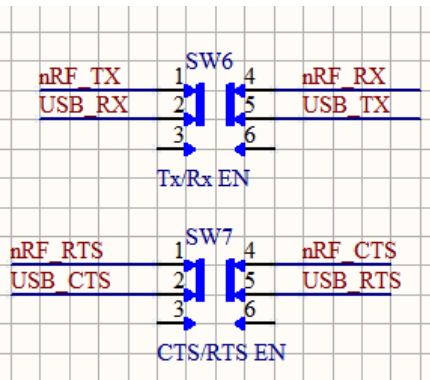 SW6
nRF_TX 1 4 nRF_RX
USB_RX 2 5 USB_TX
3 6
Tx/Rx EN
SW7
nRF_RTS 1 4 nRF_CTS
USB_CTS 2 5 USB_RTS
3 6
CTS/RTS EN